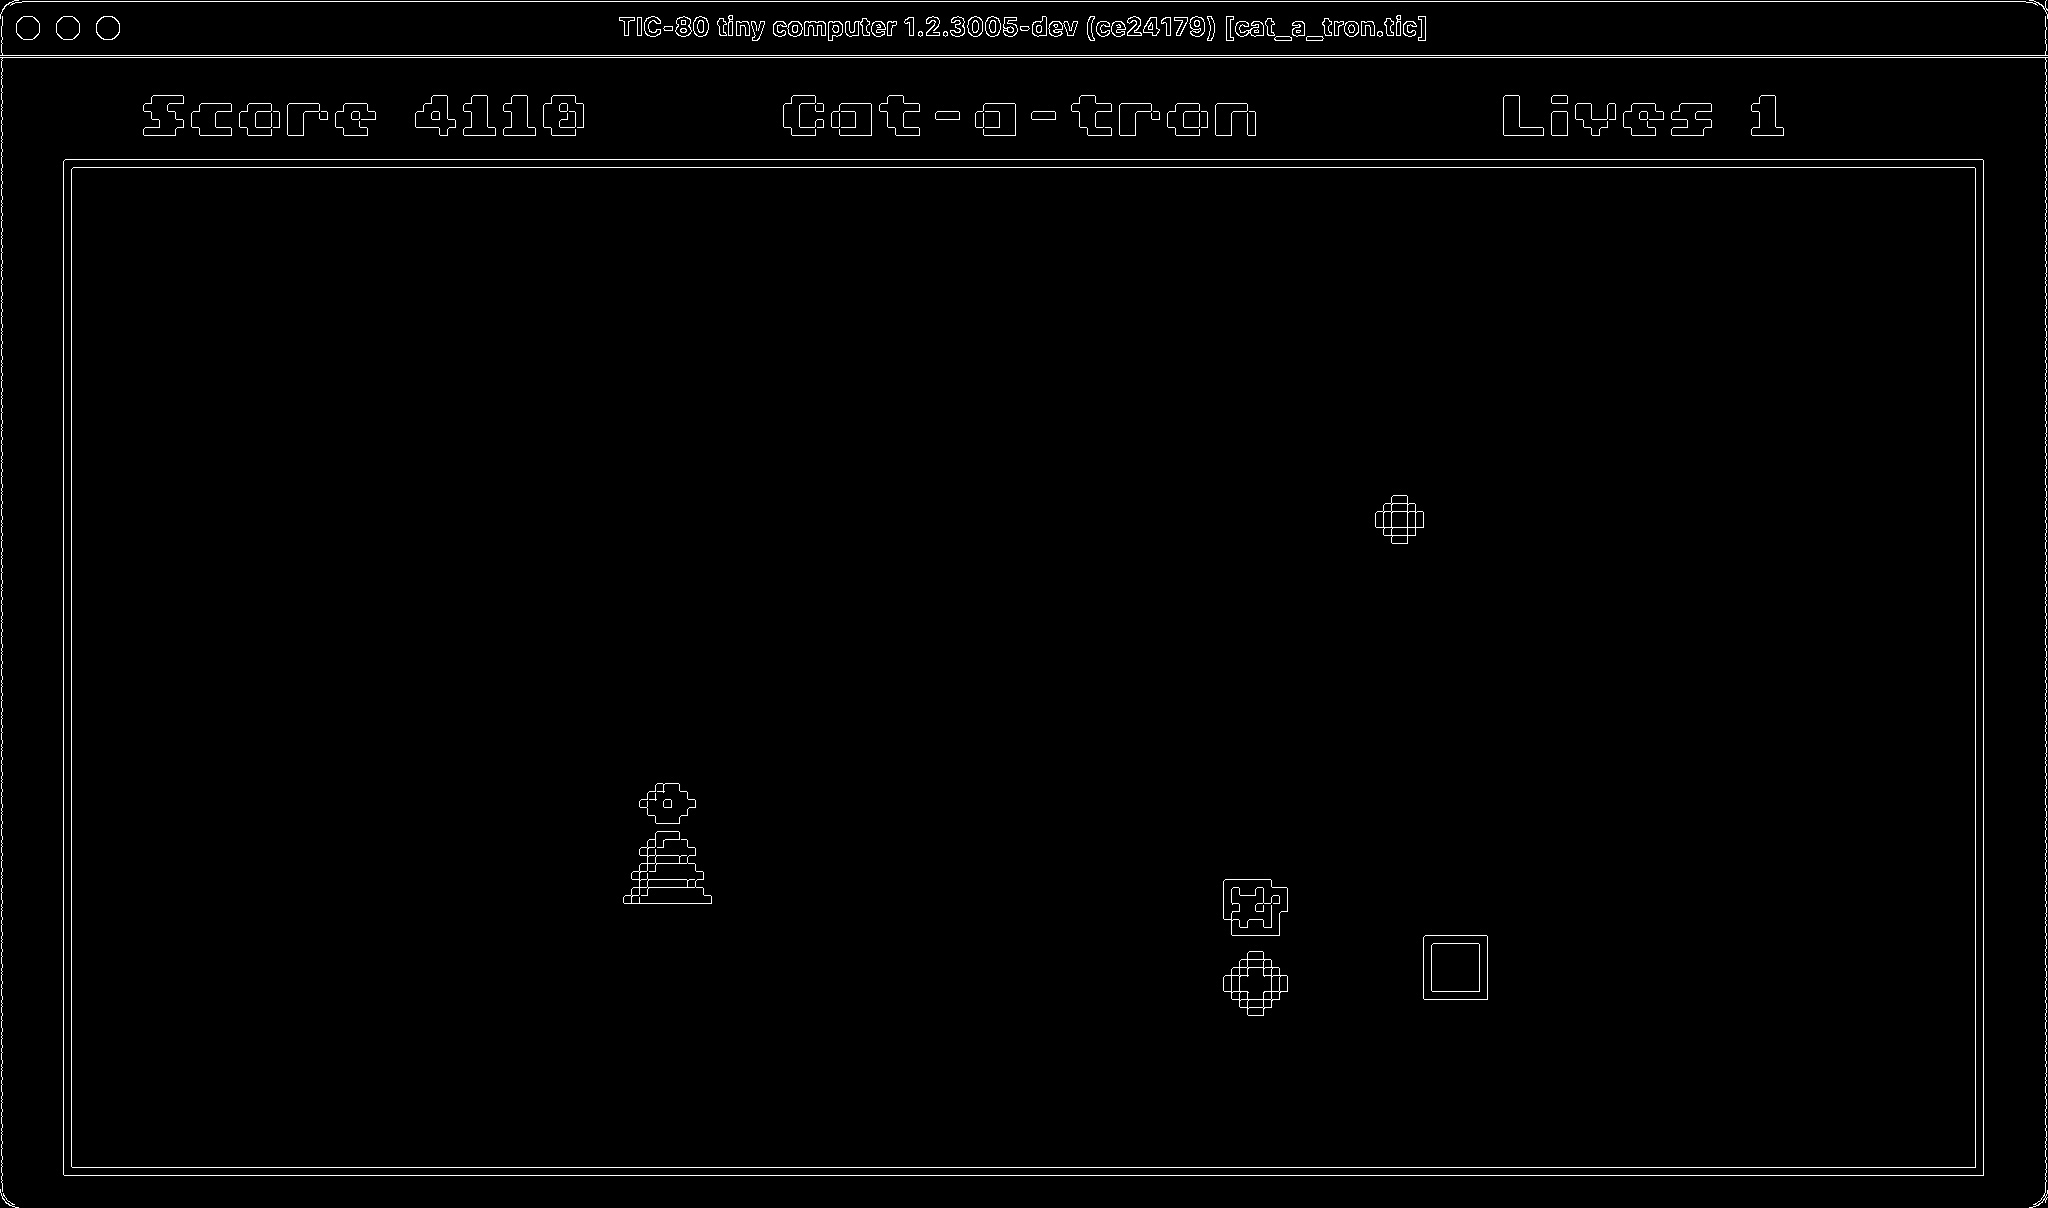 TIC-80 tiny computer 1.2.3005-dev (ce24179) [cat_a_tron.tic]
Score 4110 Cat-a-tron Lives 1